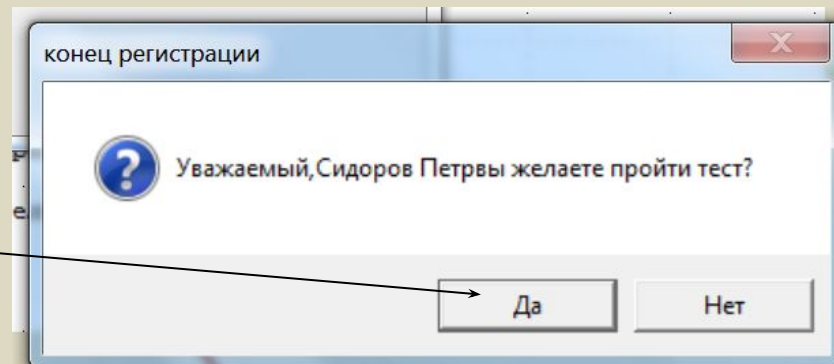 конец регистрации
Уважаемый,Сидоров Петрвы желаете пройти тест?
Да
Нет